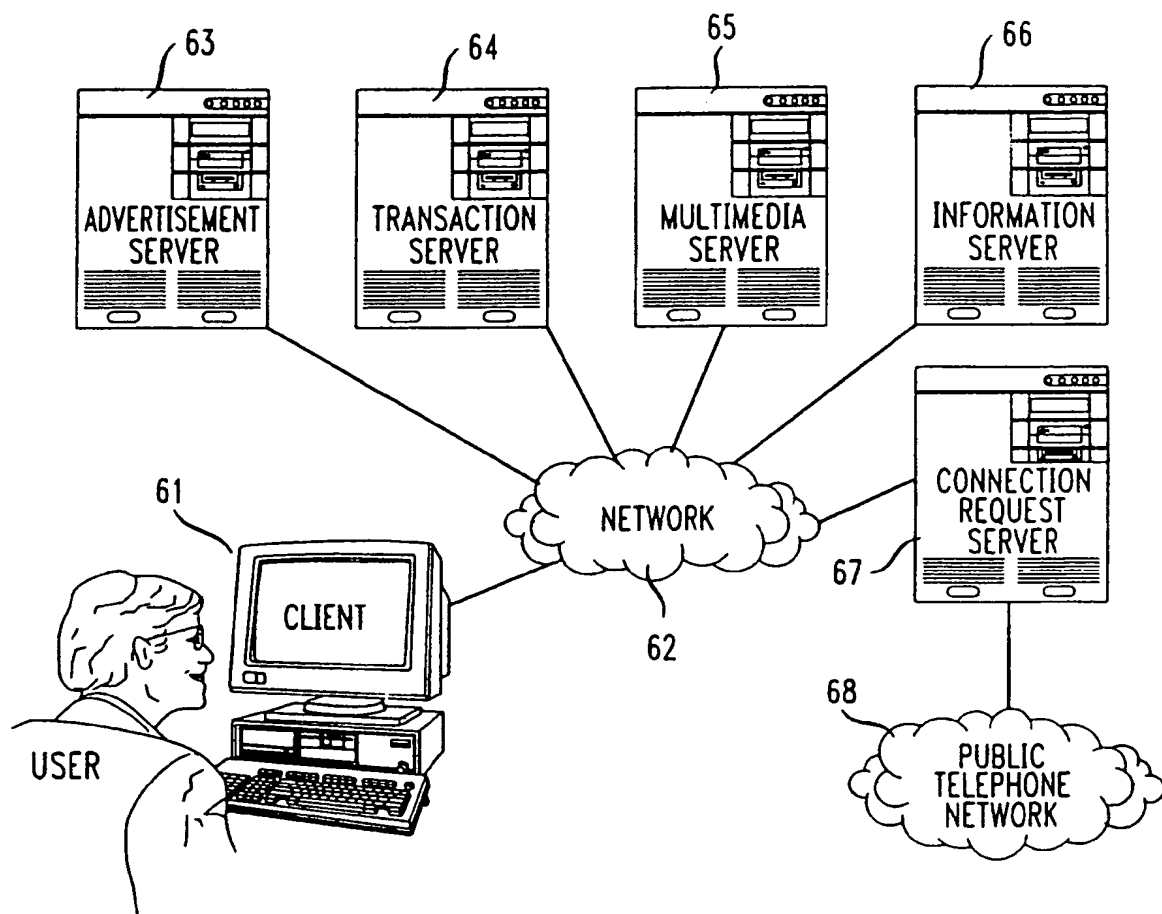 63
64
65
66
ADVERTISEMENT
SERVER
TRANSACTION
SERVER
MULTIMEDIA
SERVER
INFORMATION
SERVER
61
NETWORK
62
CONNECTION
REQUEST
SERVER
67
CLIENT
USER
68
PUBLIC
TELEPHONE
NETWORK